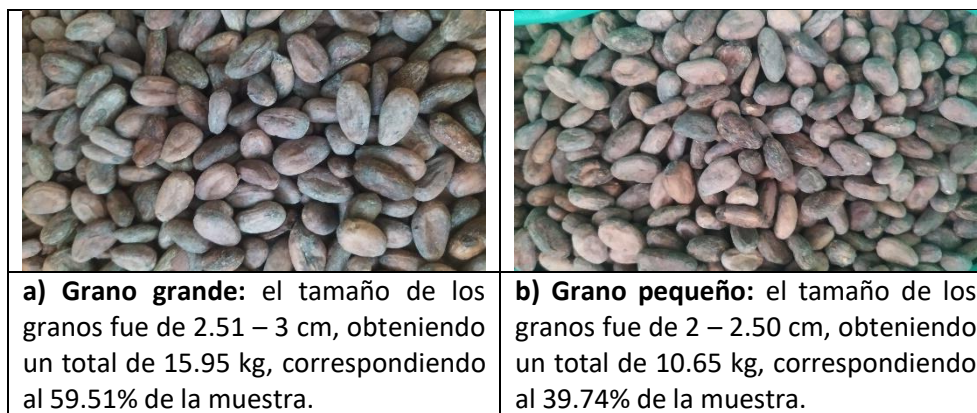 a) Grano grande: el tamaño de los
granos fue de 2.51 – 3 cm, obteniendo
un total de 15.95 kg, correspondiendo
al 59.51% de la muestra.
b) Grano pequeño: el tamaño de los
granos fue de 2 – 2.50 cm, obteniendo
un total de 10.65 kg, correspondiendo
al 39.74% de la muestra.